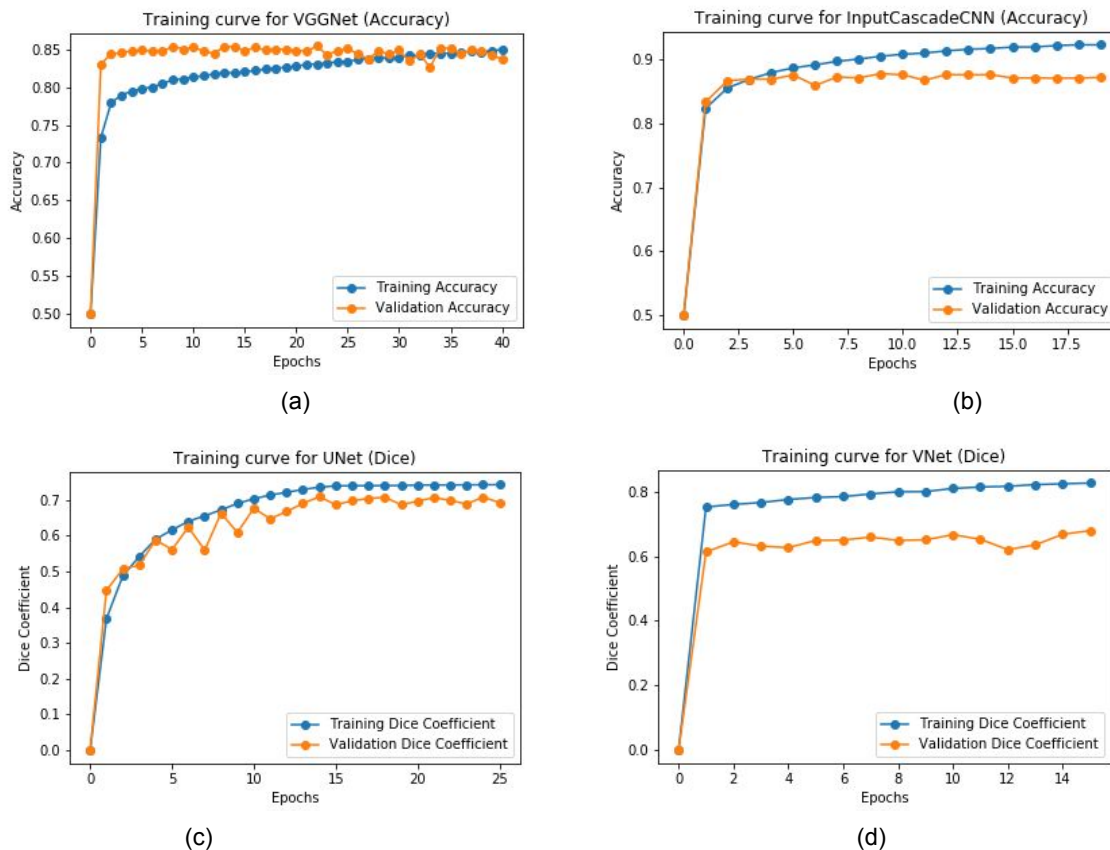 Training curve for VGGNet (Accuracy)
0.85
0.80
0.75
0.70
0.65
0.60
0.55
0.50
Accuracy
Training Accuracy
Validation Accuracy
0 5 10 15 20 25 30 35 40
Epochs
(a)
Training curve for InputCascadeCNN (Accuracy)
0.9
0.8
0.7
0.6
0.5
Accuracy
Training Accuracy
Validation Accuracy
0.0 2.5 5.0 7.5 10.0 12.5 15.0 17.5
Epochs
(b)
Training curve for UNet (Dice)
0.7
0.6
0.5
0.4
0.3
0.2
0.1
0.0
Dice Coefficient
Training Dice Coefficient
Validation Dice Coefficient
0 5 10 15 20 25
Epochs
(c)
Training curve for VNet (Dice)
0.8
0.6
0.4
0.2
0.0
Dice Coefficient
Training Dice Coefficient
Validation Dice Coefficient
0 2 4 6 8 10 12 14
Epochs
(d)